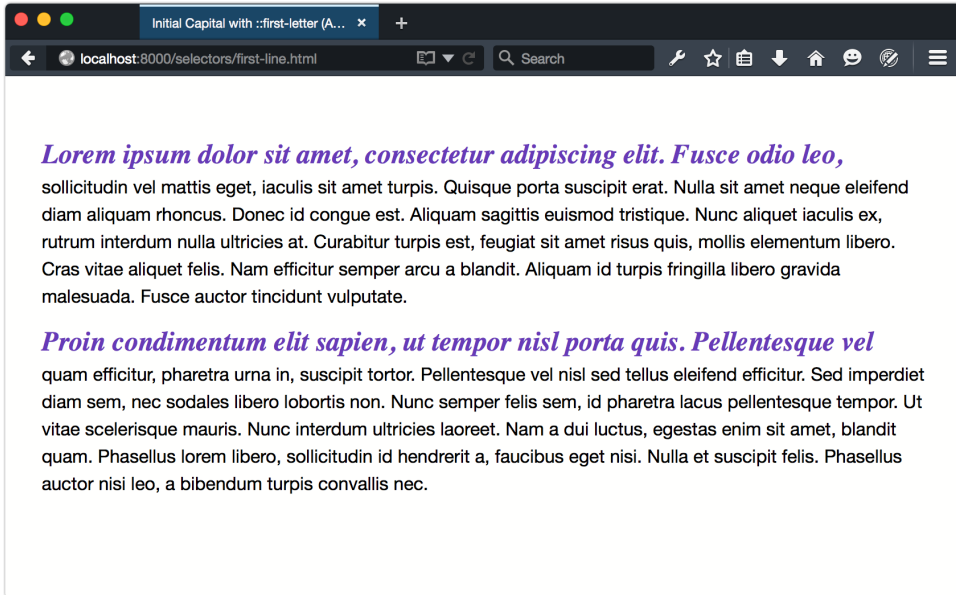 Initial Capital with ::first-letter (A...
localhost:8000/selectors/first-line.html
Search
Lorem ipsum dolor sit amet, consectetur adipiscing elit. Fusce odio leo,
sollicitudin vel mattis eget, iaculis sit amet turpis. Quisque porta suscipit erat. Nulla sit amet neque eleifend
diam aliquam rhoncus. Donec id congue est. Aliquam sagittis euismod tristique. Nunc aliquet iaculis ex,
rutrum interdum nulla ultricies at. Curabitur turpis est, feugiat sit amet risus quis, mollis elementum libero.
Cras vitae aliquet felis. Nam efficitur semper arcu a blandit. Aliquam id turpis fringilla libero gravida
malesuada. Fusce auctor tincidunt vulputate.
Proin condimentum elit sapien, ut tempor nisl porta quis. Pellentesque vel
quam efficitur, pharetra urna in, suscipit tortor. Pellentesque vel nisl sed tellus eleifend efficitur. Sed imperdiet
diam sem, nec sodales libero lobortis non. Nunc semper felis sem, id pharetra lacus pellentesque tempor. Ut
vitae scelerisque mauris. Nunc interdum ultricies laoreet. Nam a dui luctus, egestas enim sit amet, blandit
quam. Phasellus lorem libero, sollicitudin id hendrerit a, faucibus eget nisi. Nulla et suscipit felis. Phasellus
auctor nisi leo, a bibendum turpis convallis nec.